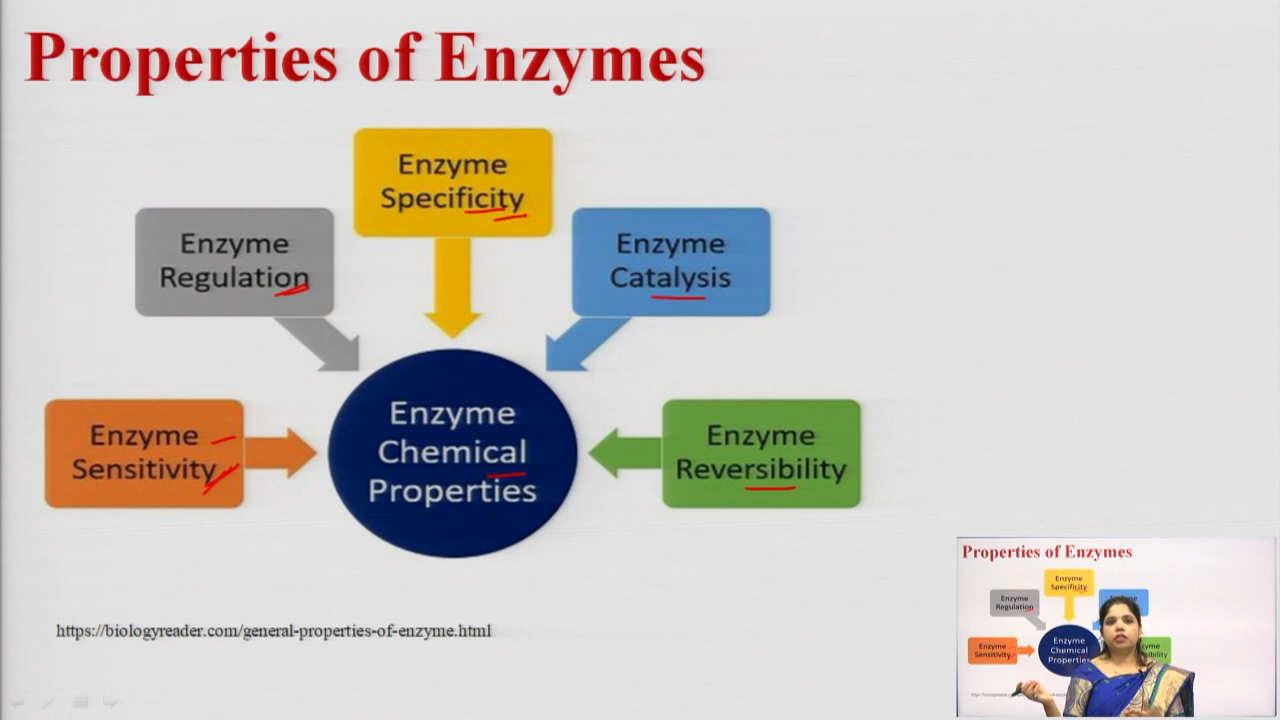 Properties of Enzymes
Enzyme
Specificity
Enzyme
Regulation
Enzyme
Catalysis
Enzyme
Sensitivity
Enzyme
Chemical
Properties
Enzyme
Reversibility
https://biologyreader.com/general-properties-of-enzyme.html
Properties of Enzymes
Enzyme
Specificity
Enzyme
Regulation
Enzyme
Sensitivity
Enzyme
Chemical
Properties